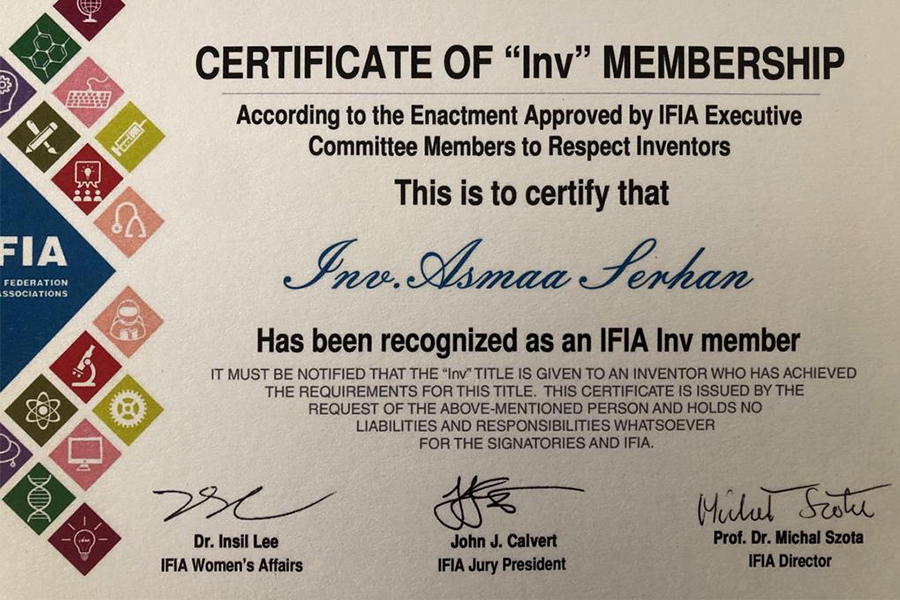 CERTIFICATE OF “Inv” MEMBERSHIP
According to the Enactment Approved by IFIA Executive
Committee Members to Respect Inventors
This is to certify that
Inv. Asmaa Serhan
Has been recognized as an IFIA Inv member
IT MUST BE NOTIFIED THAT THE “Inv” TITLE IS GIVEN TO AN INVENTOR WHO HAS ACHIEVED
THE REQUIREMENTS FOR THIS TITLE. THIS CERTIFICATE IS ISSUED BY THE
REQUEST OF THE ABOVE-MENTIONED PERSON AND HOLDS NO
LIABILITIES AND RESPONSIBILITIES WHATSOEVER
FOR THE SIGNATORIES AND IFIA.
FIA
FEDERATION
ASSOCIATIONS
Michał Szota
Dr. Insil Lee
IFIA Women’s Affairs
John J. Calvert
IFIA Jury President
Prof. Dr. Michal Szota
IFIA Director